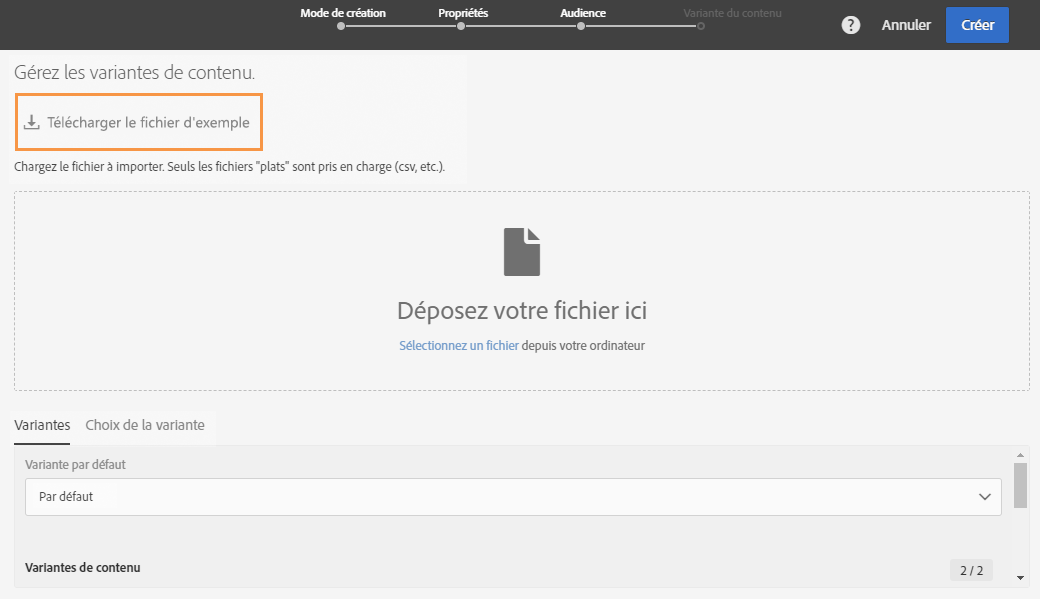 Mode de création
Propriétés
Audience
Variante du contenu
?
Annuler
Créer
Gérez les variantes de contenu.
Télécharger le fichier d'exemple
Chargez le fichier à importer. Seuls les fichiers "plats" sont pris en charge (csv, etc.).
Déposez votre fichier ici
Sélectionnez un fichier depuis votre ordinateur
Variantes
Choix de la variante
Variante par défaut
Par défaut
Variantes de contenu
2 / 2